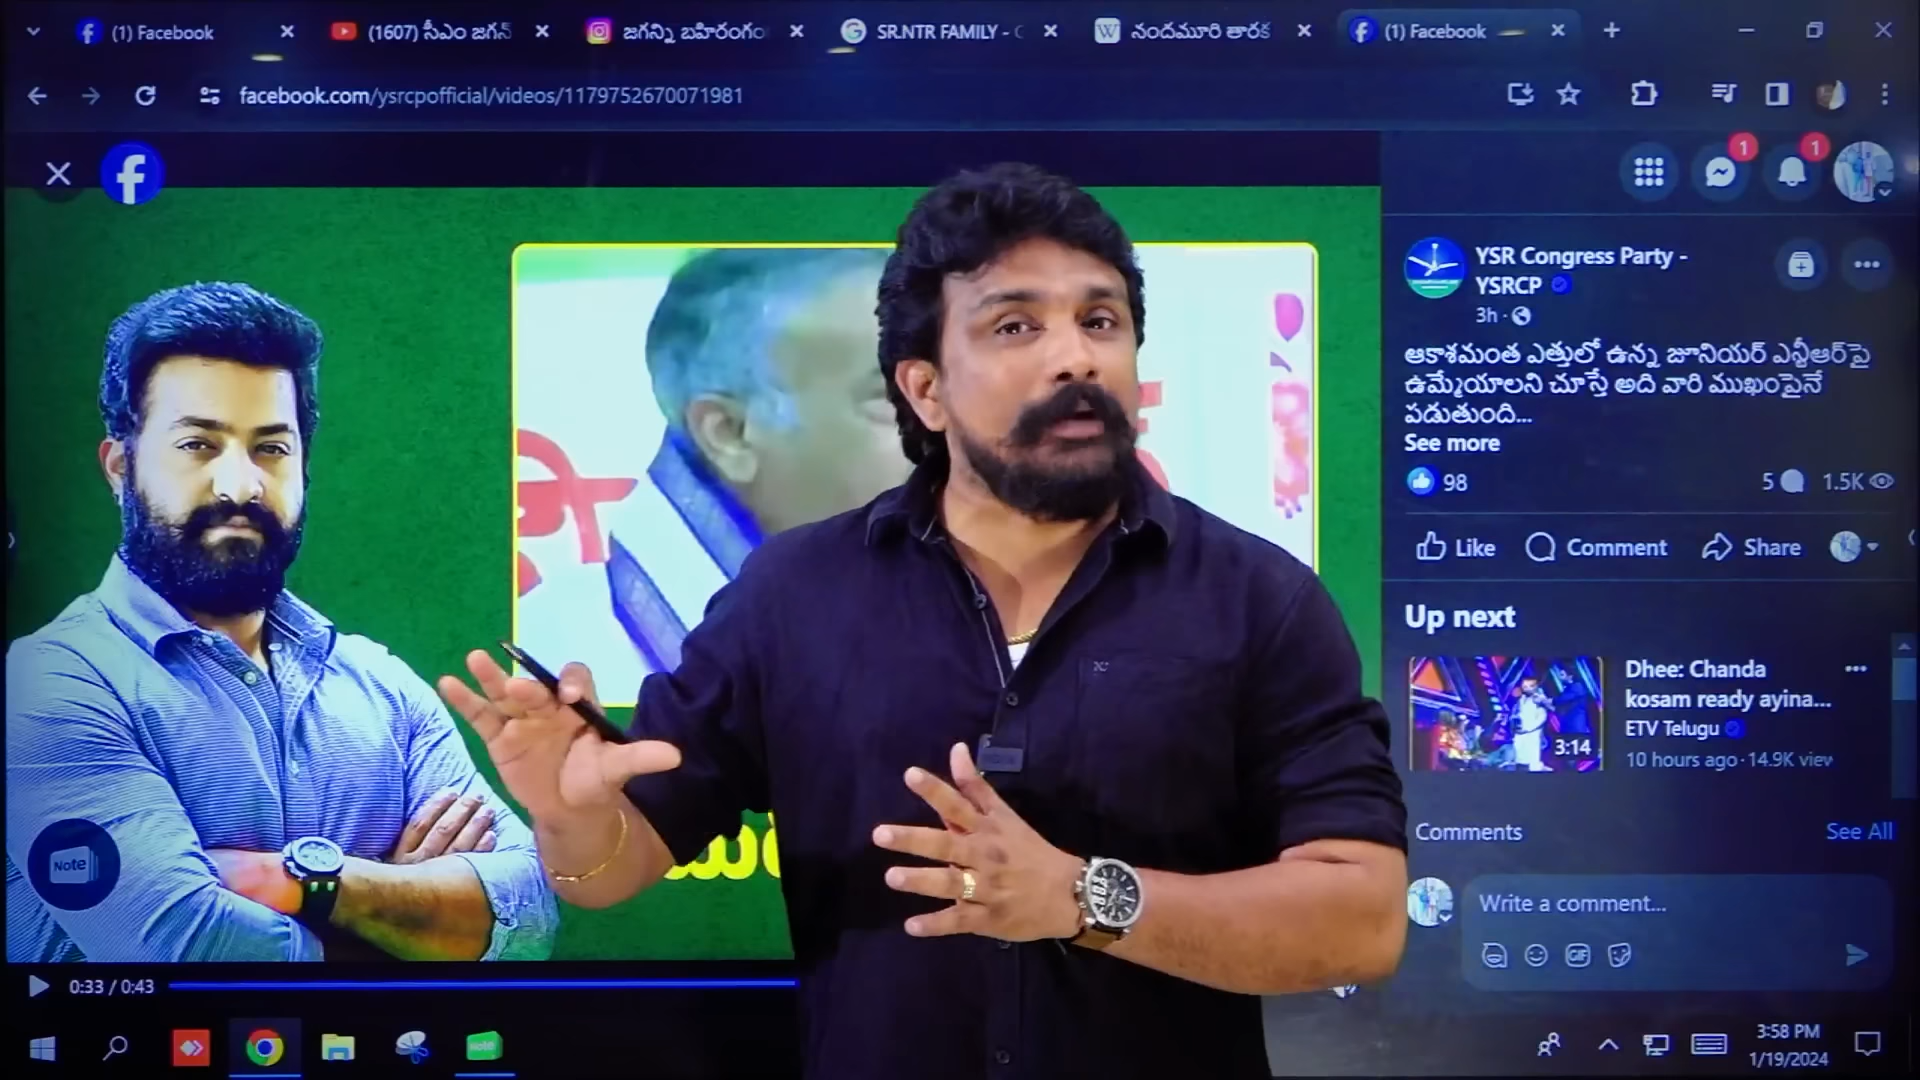 (1) Facebook
(1607) సీఎం జగన్
జగన్ని బహిరంగం
SR.NTR FAMILY -
నందమూరి తారక
(1) Facebook
facebook.com/ysrcpofficial/videos/1179752670071981
1
1
YSR Congress Party -
YSRCP
3h ·
ఆకాశమంత ఎత్తులో ఉన్న జూనియర్ ఎన్టీఆర్‌పై
ఉమ్మేయాలని చూస్తే అది వారి ముఖంపైనే
పడుతుంది...
See more
98
5
1.5K
Like
Comment
Share
Up next
Dhee: Chanda
kosam ready ayina...
ETV Telugu
3:14
10 hours ago · 14.9K view
Comments
See All
Write a comment...
GIF
Note
0:33 / 0:43
Note
3:58 PM
1/19/2024